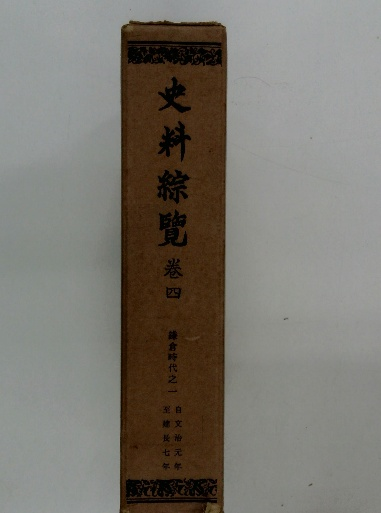 史料綜覽
巻四
鎌倉時代之一
自文治元年
至建長七年